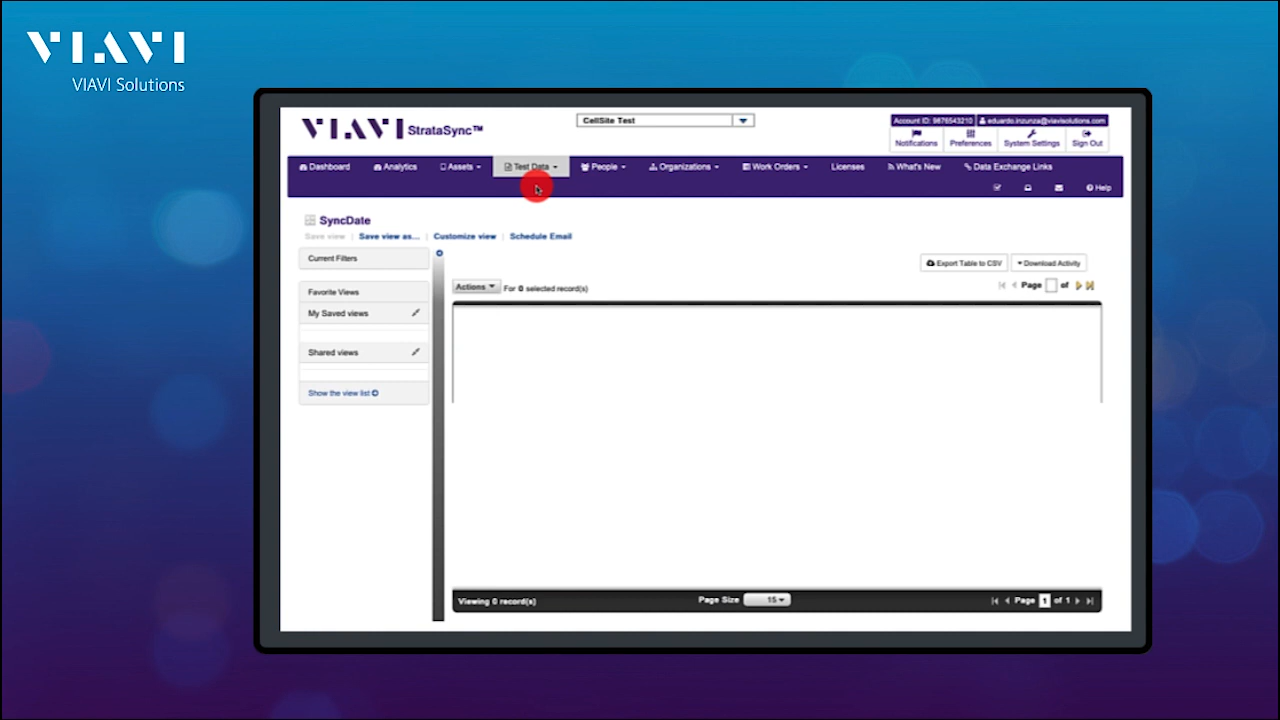 VIAVI
VIAVI Solutions
VIAVI StrataSync™
CellSite Test
Account ID: 9876543210 eduardo.inzunza@viavisolutions.com
Notifications Preferences System Settings Sign Out
Dashboard Analytics Assets Test Data People Organizations Work Orders Licenses What's New Data Exchange Links
Help
SyncDate
Save view | Save view as... | Customize view | Schedule Email
Current Filters
Export Table to CSV Download Activity
Actions For 0 selected record(s) Page of
Favorite Views
My Saved views
Shared views
Show the view list
Viewing 0 record(s) Page Size 15 Page 1 of 1